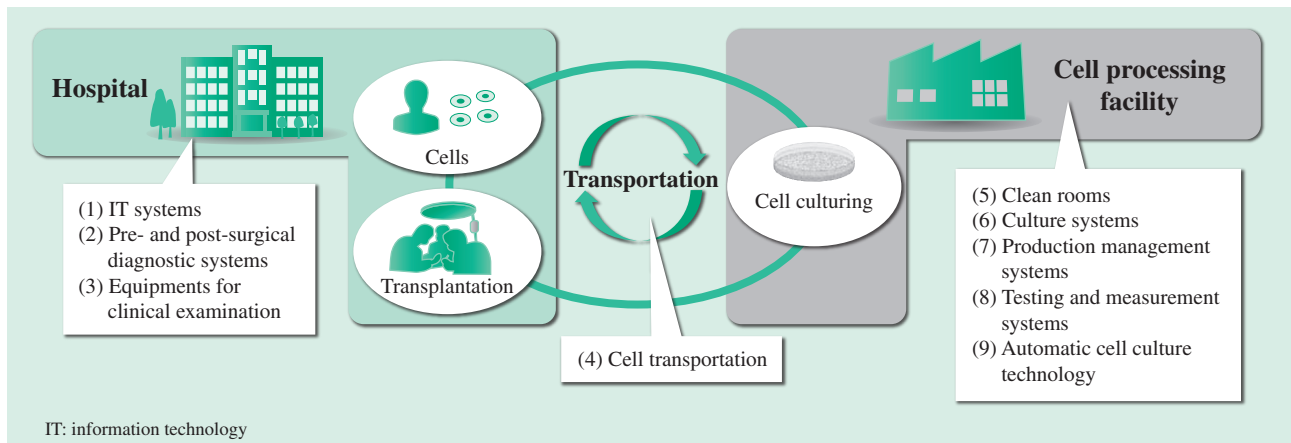 Hospital
Cells
Transplantation
Transportation
Cell culturing
Cell processing
facility
(1) IT systems
(2) Pre- and post-surgical
diagnostic systems
(3) Equipments for
clinical examination
(4) Cell transportation
(5) Clean rooms
(6) Culture systems
(7) Production management
systems
(8) Testing and measurement
systems
(9) Automatic cell culture
technology
IT: information technology